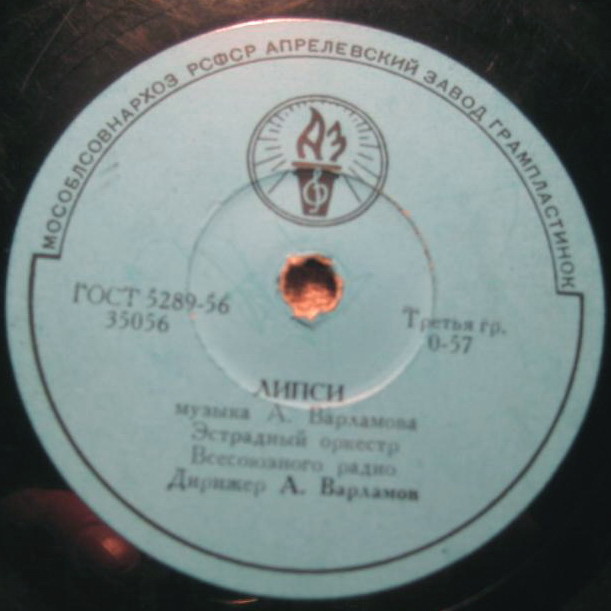 МОСОБЛСОВНАРХОЗ РСФСР АПРЕЛЕВСКИЙ ЗАВОД ГРАМПЛАСТИНОК
АЗ
ГОСТ 5289-56
35056
Третья гр.
0-57
ЛИПСИ
музыка А. Варламова
Эстрадный оркестр
Всесоюзного радио
Дирижер А. Варламов